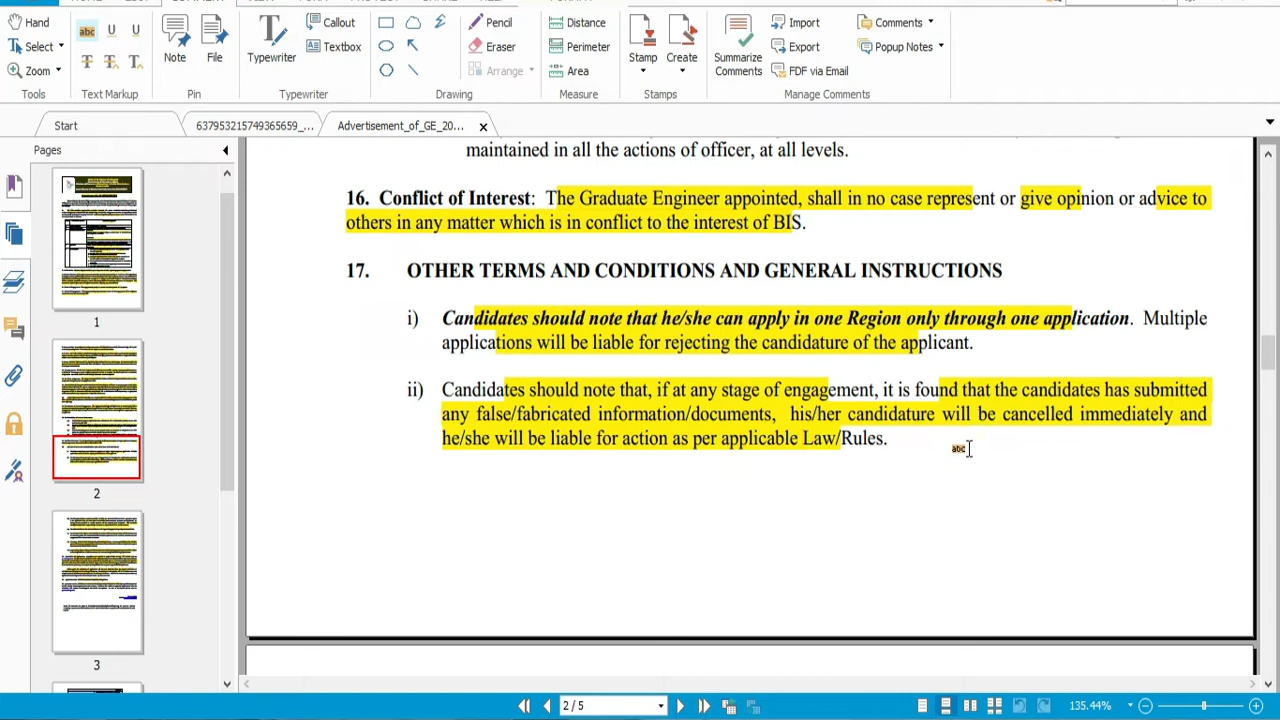 Hand
Select
Zoom
Tools
abc
U
U
T
T
T
Text Markup
Note
File
Pin
Typewriter
Callout
Textbox
Typewriter
Pencil
Eraser
Arrange
Drawing
Distance
Perimeter
Area
Measure
Stamp
Create
Stamps
Summarize
Comments
Import
Export
FDF via Email
Comments
Popup Notes
Manage Comments
Start
637953215749365659_...
Advertisement_of_GE_20...
Pages
1
2
3
maintained in all the actions of officer, at all levels.
16. Conflict of Interest: The Graduate Engineer appointed, shall in no case represent or give opinion or advice to
others in any matter which is in conflict to the interest of BIS.
17. OTHER TERMS AND CONDITIONS AND GENERAL INSTRUCTIONS
i) Candidates should note that he/she can apply in one Region only through one application. Multiple
applications will be liable for rejecting the candidature of the applicant.
ii) Candidates should note that, if at any stage of engagement, it is found that the candidates has submitted
any false/fabricated information/documents, his/her candidature will be cancelled immediately and
he/she will be liable for action as per applicable Law/Rules.
abc
2 / 5
135.44%